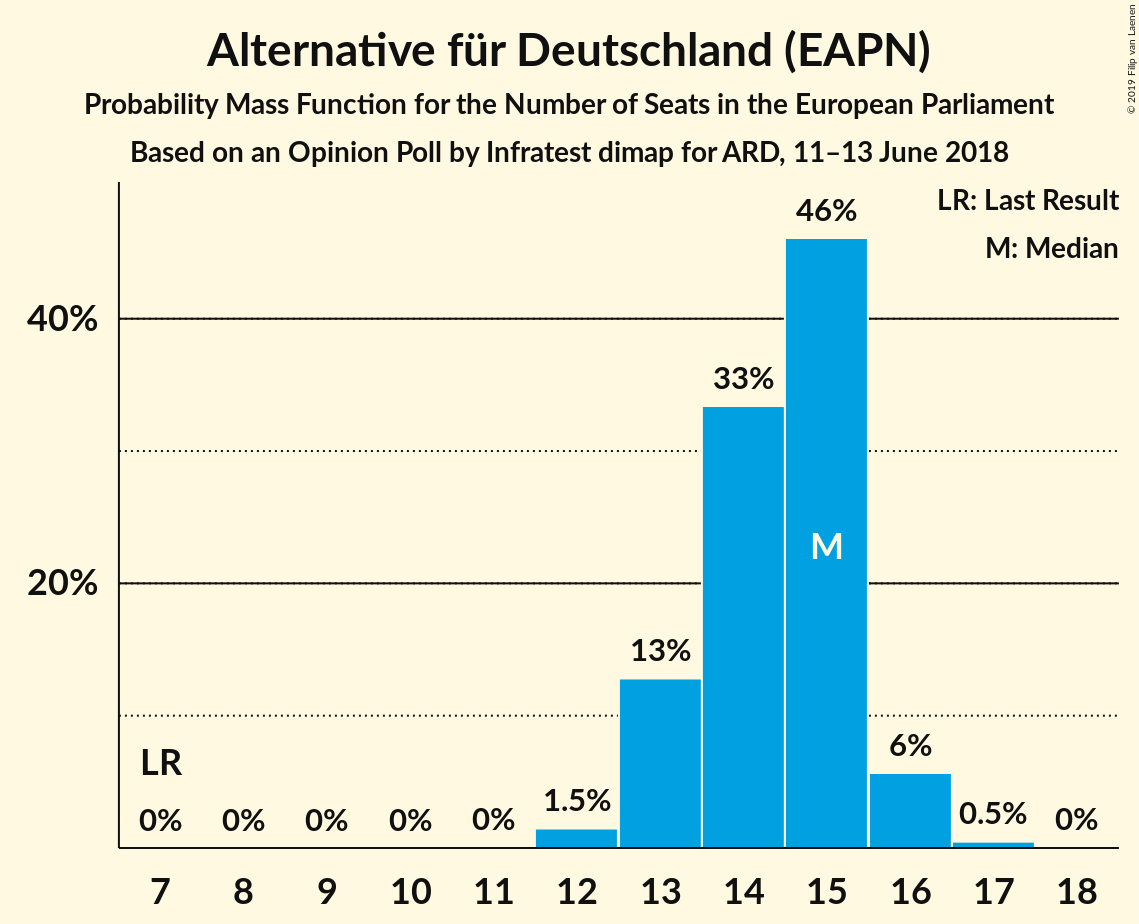 Alternative für Deutschland (EAPN)
Probability Mass Function for the Number of Seats in the European Parliament
Based on an Opinion Poll by Infratest dimap for ARD, 11–13 June 2018
© 2019 Filip van Laenen
LR: Last Result
M: Median
46%
40%
33%
M
20%
13%
LR
6%
0% 0% 0% 0% 0% 1.5% 0.5% 0%
7 8 9 10 11 12 13 14 15 16 17 18